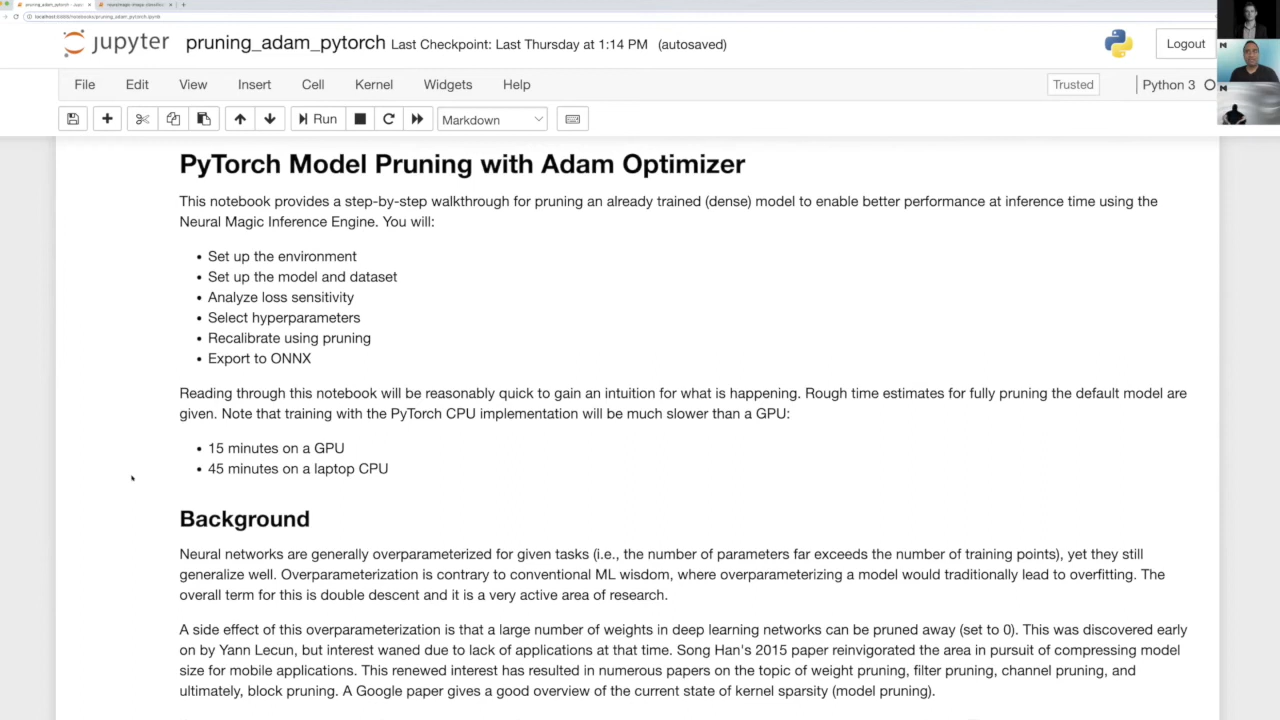 pruning_adam_pytorch - Jupyter
localhost:8888/notebooks/pruning_adam_pytorch.ipynb
jupyter pruning_adam_pytorch Last Checkpoint: Last Thursday at 1:14 PM (autosaved)
Logout
File Edit View Insert Cell Kernel Widgets Help
Trusted Python 3
Run Markdown
PyTorch Model Pruning with Adam Optimizer
This notebook provides a step-by-step walkthrough for pruning an already trained (dense) model to enable better performance at inference time using the
Neural Magic Inference Engine. You will:
• Set up the environment
• Set up the model and dataset
• Analyze loss sensitivity
• Select hyperparameters
• Recalibrate using pruning
• Export to ONNX
Reading through this notebook will be reasonably quick to gain an intuition for what is happening. Rough time estimates for fully pruning the default model are
given. Note that training with the PyTorch CPU implementation will be much slower than a GPU:
• 15 minutes on a GPU
• 45 minutes on a laptop CPU
Background
Neural networks are generally overparameterized for given tasks (i.e., the number of parameters far exceeds the number of training points), yet they still
generalize well. Overparameterization is contrary to conventional ML wisdom, where overparameterizing a model would traditionally lead to overfitting. The
overall term for this is double descent and it is a very active area of research.
A side effect of this overparameterization is that a large number of weights in deep learning networks can be pruned away (set to 0). This was discovered early
on by Yann Lecun, but interest waned due to lack of applications at that time. Song Han's 2015 paper reinvigorated the area in pursuit of compressing model
size for mobile applications. This renewed interest has resulted in numerous papers on the topic of weight pruning, filter pruning, channel pruning, and
ultimately, block pruning. A Google paper gives a good overview of the current state of kernel sparsity (model pruning).